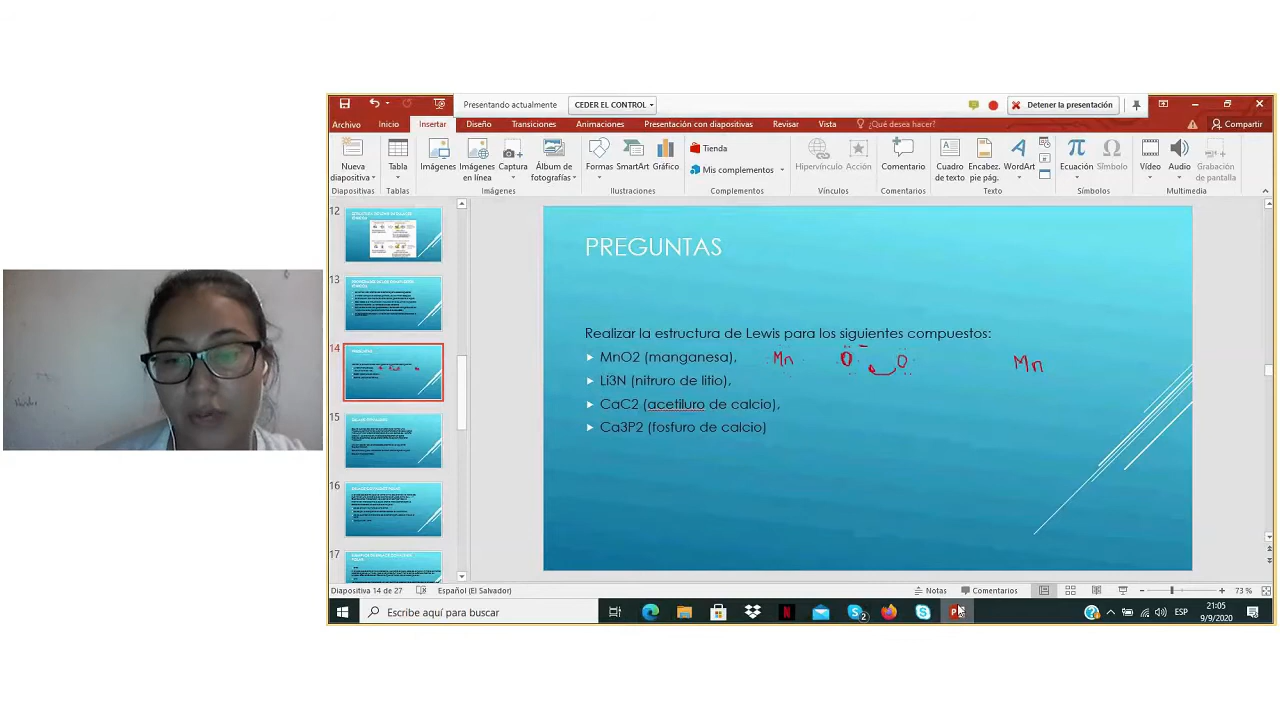 Presentando actualmente CEDER EL CONTROL Detener la presentación
Archivo Inicio Insertar Diseño Transiciones Animaciones Presentación con diapositivas Revisar Vista ¿Qué desea hacer? Compartir
Nueva diapositiva Tabla Imágenes Imágenes en línea Captura Álbum de fotografías Formas SmartArt Gráfico Tienda Mis complementos Hipervínculo Acción Comentario Cuadro de texto Encabez. pie pág. WordArt Ecuación Símbolo Vídeo Audio Grabación de pantalla
Diapositivas Tablas Imágenes Ilustraciones Complementos Vínculos Comentarios Texto Símbolos Multimedia
12
13
14
15
16
17
PREGUNTAS
Realizar la estructura de Lewis para los siguientes compuestos:
MnO2 (manganesa), Mn O O Mn
Li3N (nitruro de litio),
CaC2 (acetiluro de calcio),
Ca3P2 (fosfuro de calcio)
Diapositiva 14 de 27 Español (El Salvador) Notas Comentarios 73 %
Escribe aquí para buscar ESP 21:05
9/9/2020